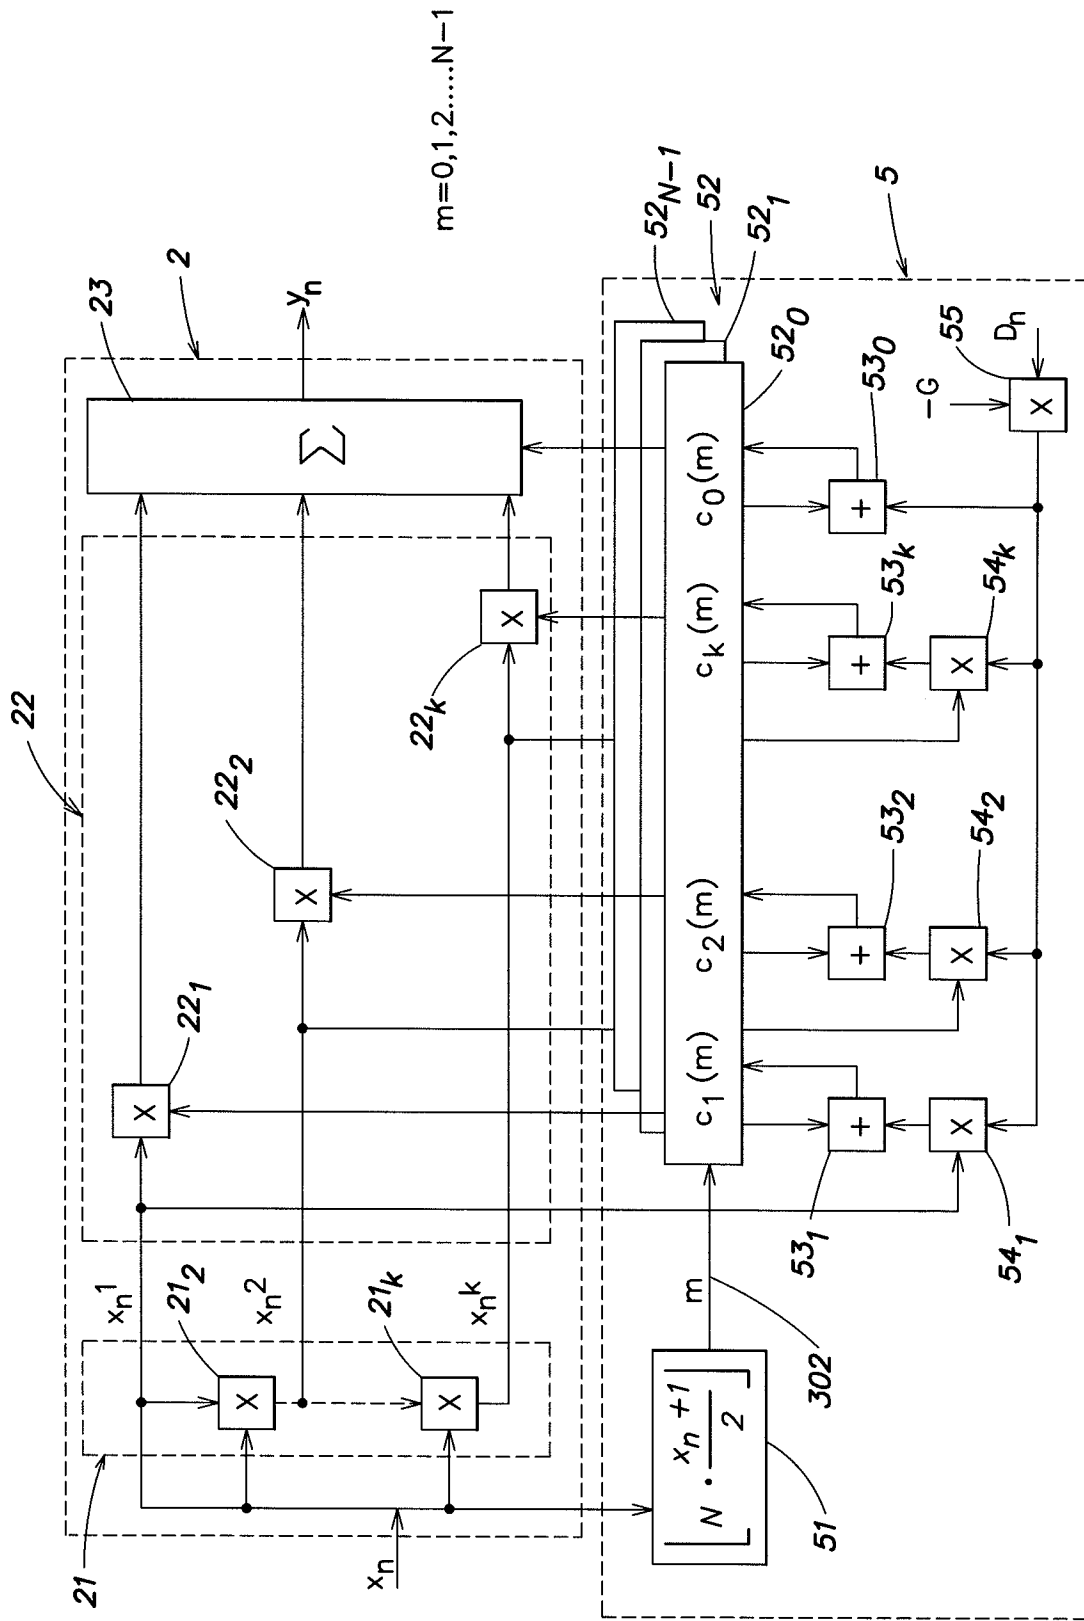 m=0,1,2.....N-1
22
2
23
yₙ
Σ
21
xₙ
xₙ¹
xₙ²
xₙᵏ
21₂
X
21ₖ
X
22₁
X
22₂
X
22ₖ
X
52_N-1
52
52₁
52₀
5
⌊N · (xₙ+1)/2⌋
51
m
302
c₁(m)
c₂(m)
cₖ(m)
c₀(m)
+
53₁
+
53₂
+
53ₖ
+
53₀
X
54₁
X
54₂
X
54ₖ
-G
X
55
Dₙ